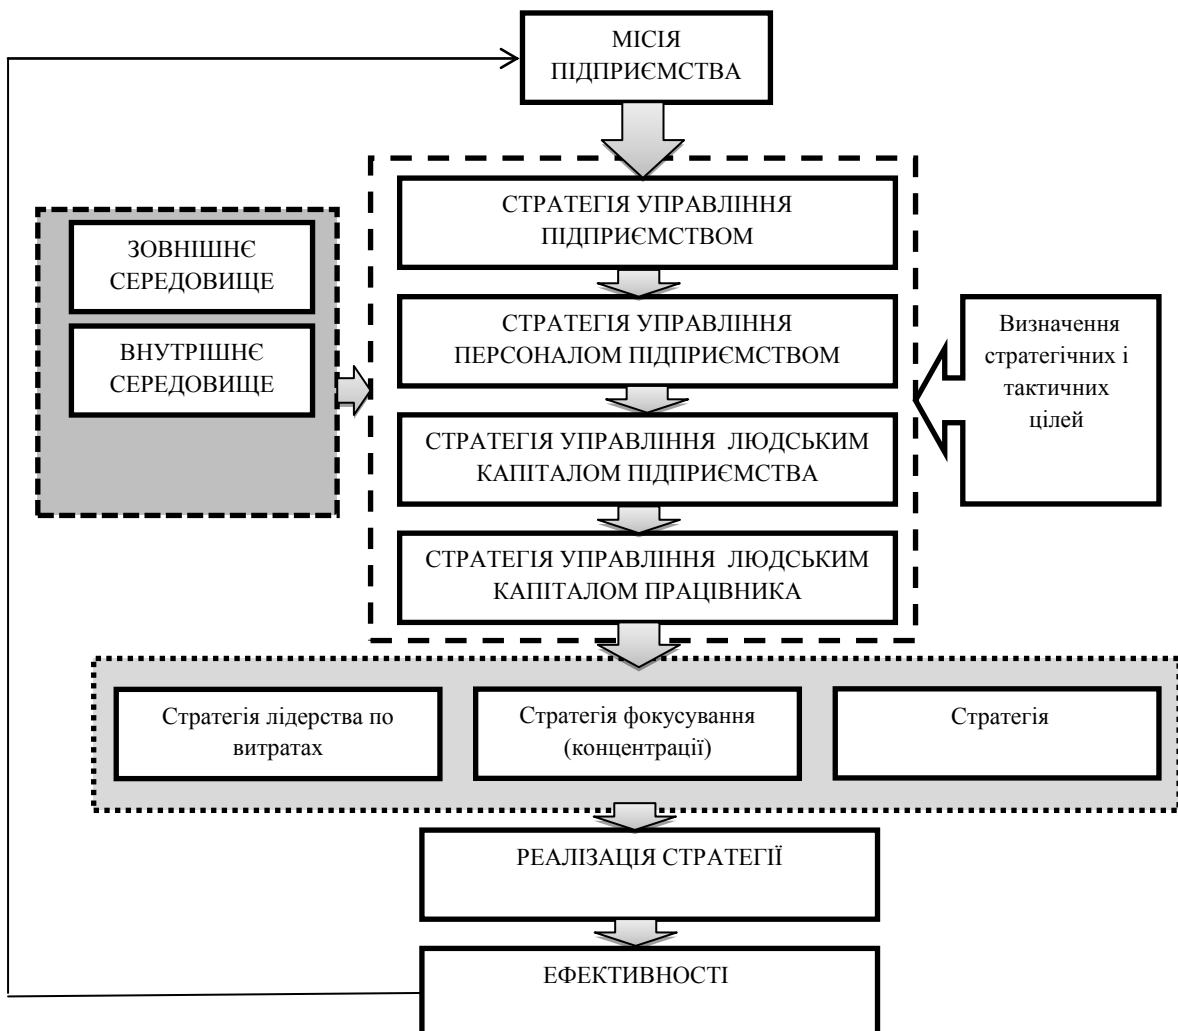 МІСІЯ
ПІДПРИЄМСТВА
СТРАТЕГІЯ УПРАВЛІННЯ
ПІДПРИЄМСТВОМ
ЗОВНІШНЄ
СЕРЕДОВИЩЕ
ВНУТРІШНЄ
СЕРЕДОВИЩЕ
СТРАТЕГІЯ УПРАВЛІННЯ
ПЕРСОНАЛОМ ПІДПРИЄМСТВОМ
Визначення
стратегічних і
тактичних
цілей
СТРАТЕГІЯ УПРАВЛІННЯ ЛЮДСЬКИМ
КАПІТАЛОМ ПІДПРИЄМСТВА
СТРАТЕГІЯ УПРАВЛІННЯ ЛЮДСЬКИМ
КАПІТАЛОМ ПРАЦІВНИКА
Стратегія лідерства по
витратах
Стратегія фокусування
(концентрації)
Стратегія
РЕАЛІЗАЦІЯ СТРАТЕГІЇ
ЕФЕКТИВНОСТІ